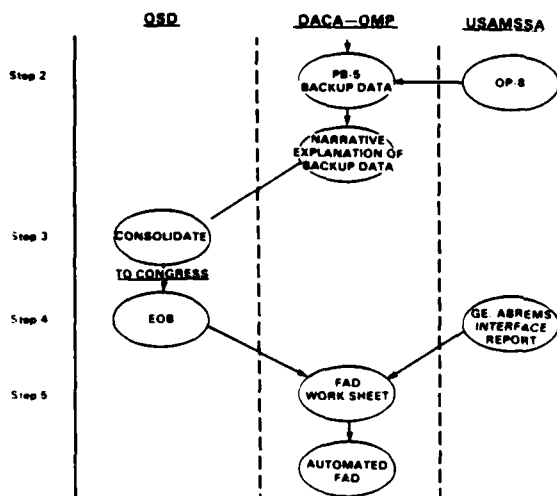 OSD DACA-OMP USAMSSA
Step 2
PB-5
BACKUP DATA
OP-8
NARRATIVE
EXPLANATION OF
BACKUP DATA
Step 3
CONSOLIDATE
TO CONGRESS
Step 4
EOB
GE. ABREMS
INTERFACE
REPORT
Step 5
FAD
WORK SHEET
AUTOMATED
FAD